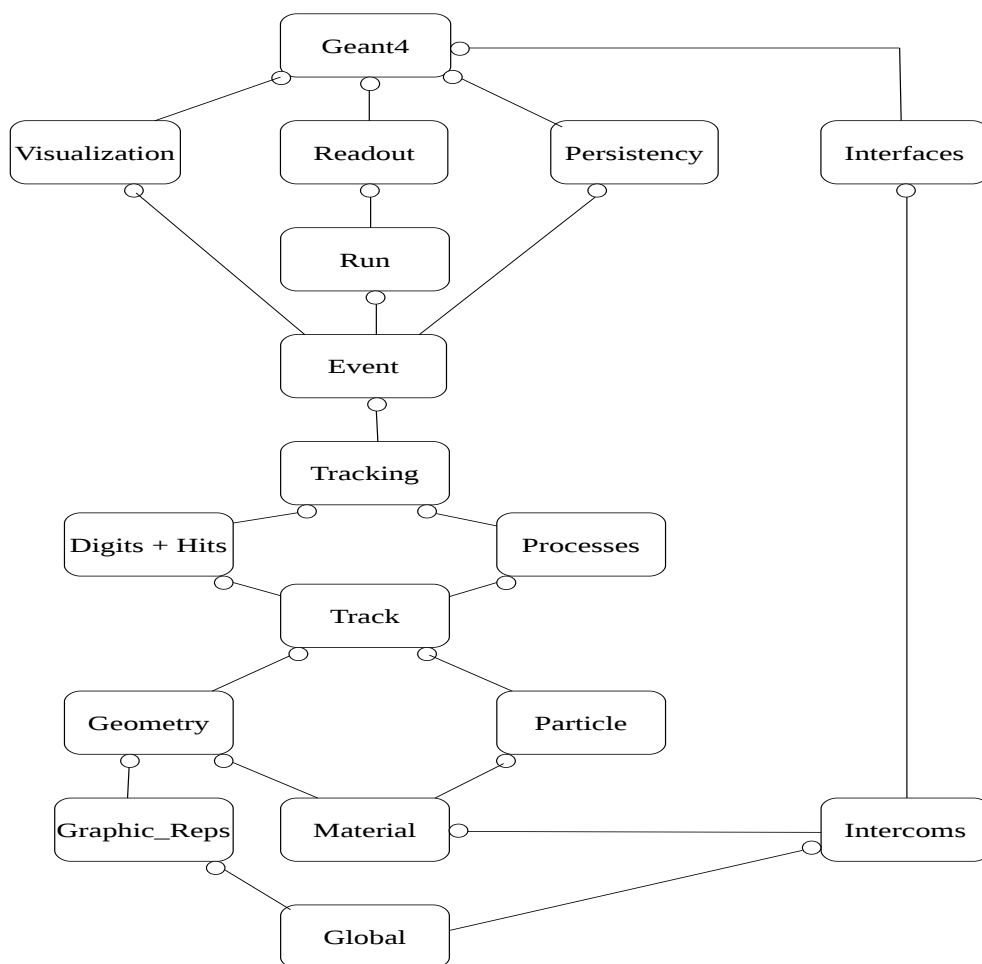 Geant4
Visualization
Readout
Persistency
Interfaces
Run
Event
Tracking
Digits + Hits
Processes
Track
Geometry
Particle
Graphic_Reps
Material
Intercoms
Global